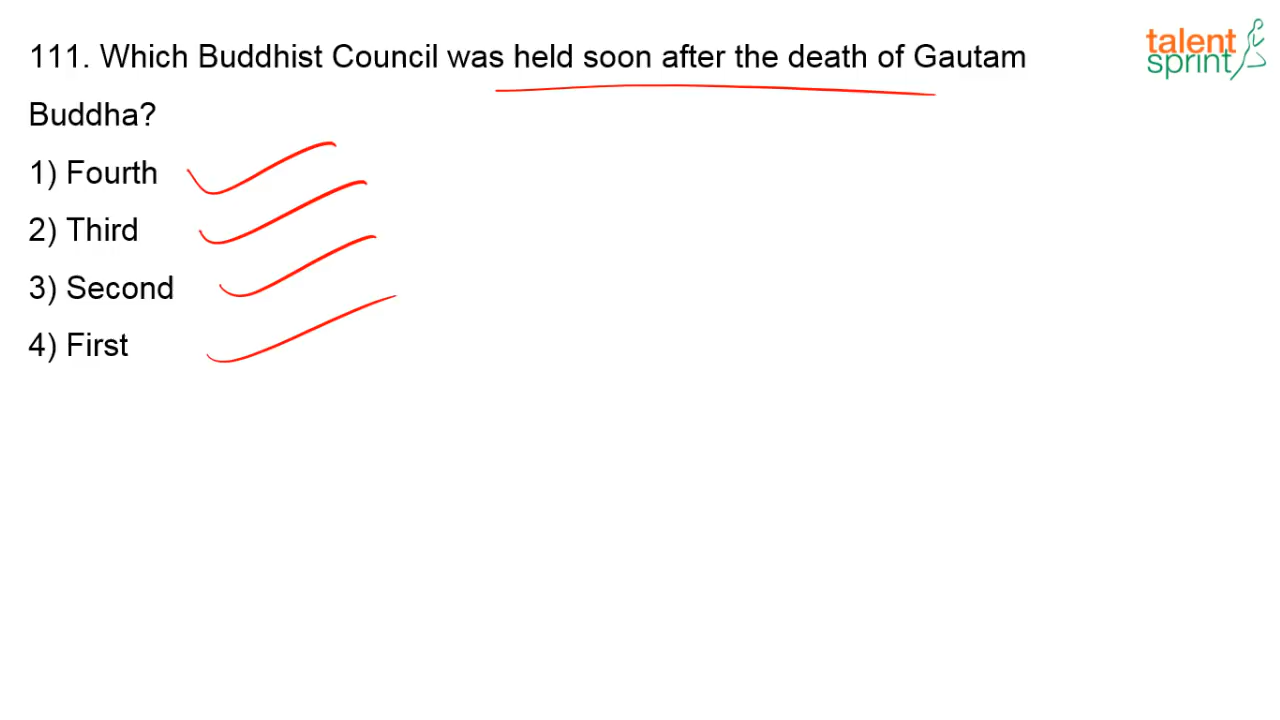 111. Which Buddhist Council was held soon after the death of Gautam
Buddha?
1) Fourth
2) Third
3) Second
4) First
talent
sprint